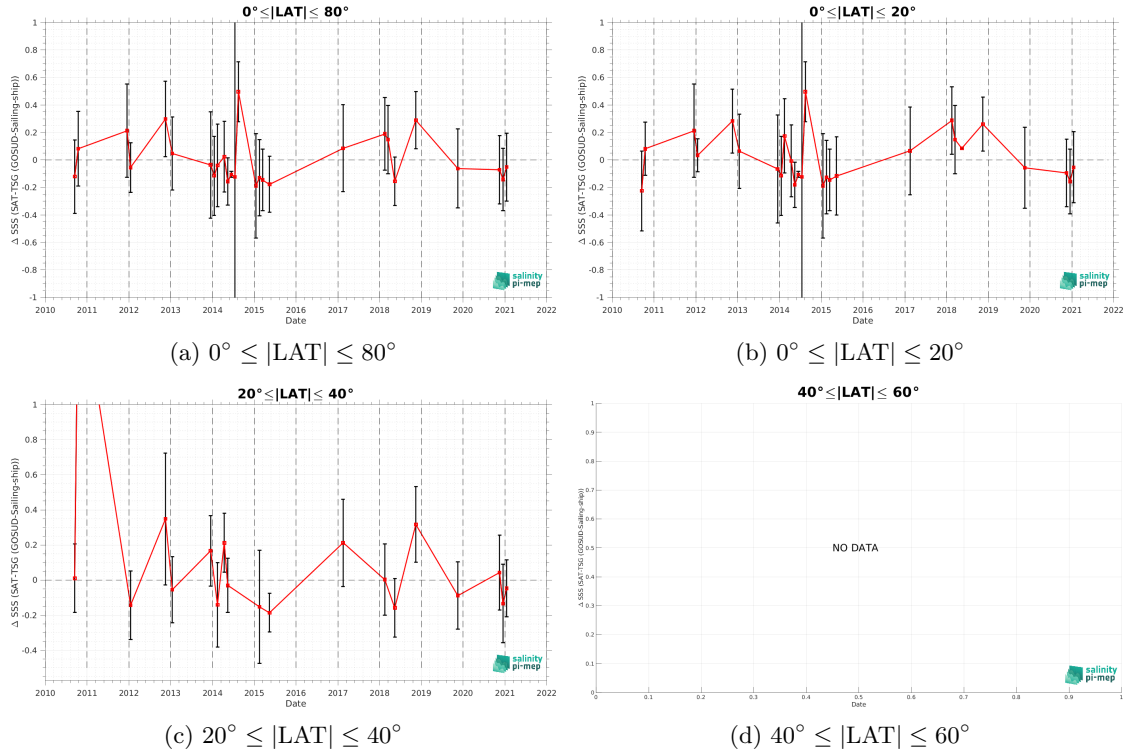 0°≤|LAT|≤ 80°
Δ SSS (SAT-TSG (GOSUD-Sailing-ship))
1
0.8
0.6
0.4
0.2
0
-0.2
-0.4
-0.6
-0.8
-1
2010 2011 2012 2013 2014 2015 2016 2017 2018 2019 2020 2021 2022
Date
salinity
pi-mep
(a) 0° ≤ |LAT| ≤ 80°
0°≤|LAT|≤ 20°
Δ SSS (SAT-TSG (GOSUD-Sailing-ship))
1
0.8
0.6
0.4
0.2
0
-0.2
-0.4
-0.6
-0.8
-1
2010 2011 2012 2013 2014 2015 2016 2017 2018 2019 2020 2021 2022
Date
salinity
pi-mep
(b) 0° ≤ |LAT| ≤ 20°
20°≤|LAT|≤ 40°
Δ SSS (SAT-TSG (GOSUD-Sailing-ship))
1
0.8
0.6
0.4
0.2
0
-0.2
-0.4
2010 2011 2012 2013 2014 2015 2016 2017 2018 2019 2020 2021 2022
Date
salinity
pi-mep
(c) 20° ≤ |LAT| ≤ 40°
40°≤|LAT|≤ 60°
Δ SSS (SAT-TSG (GOSUD-Sailing-ship))
1
0.9
0.8
0.7
0.6
0.5
0.4
0.3
0.2
0.1
0
NO DATA
0 0.1 0.2 0.3 0.4 0.5 0.6 0.7 0.8 0.9 1
Date
salinity
pi-mep
(d) 40° ≤ |LAT| ≤ 60°